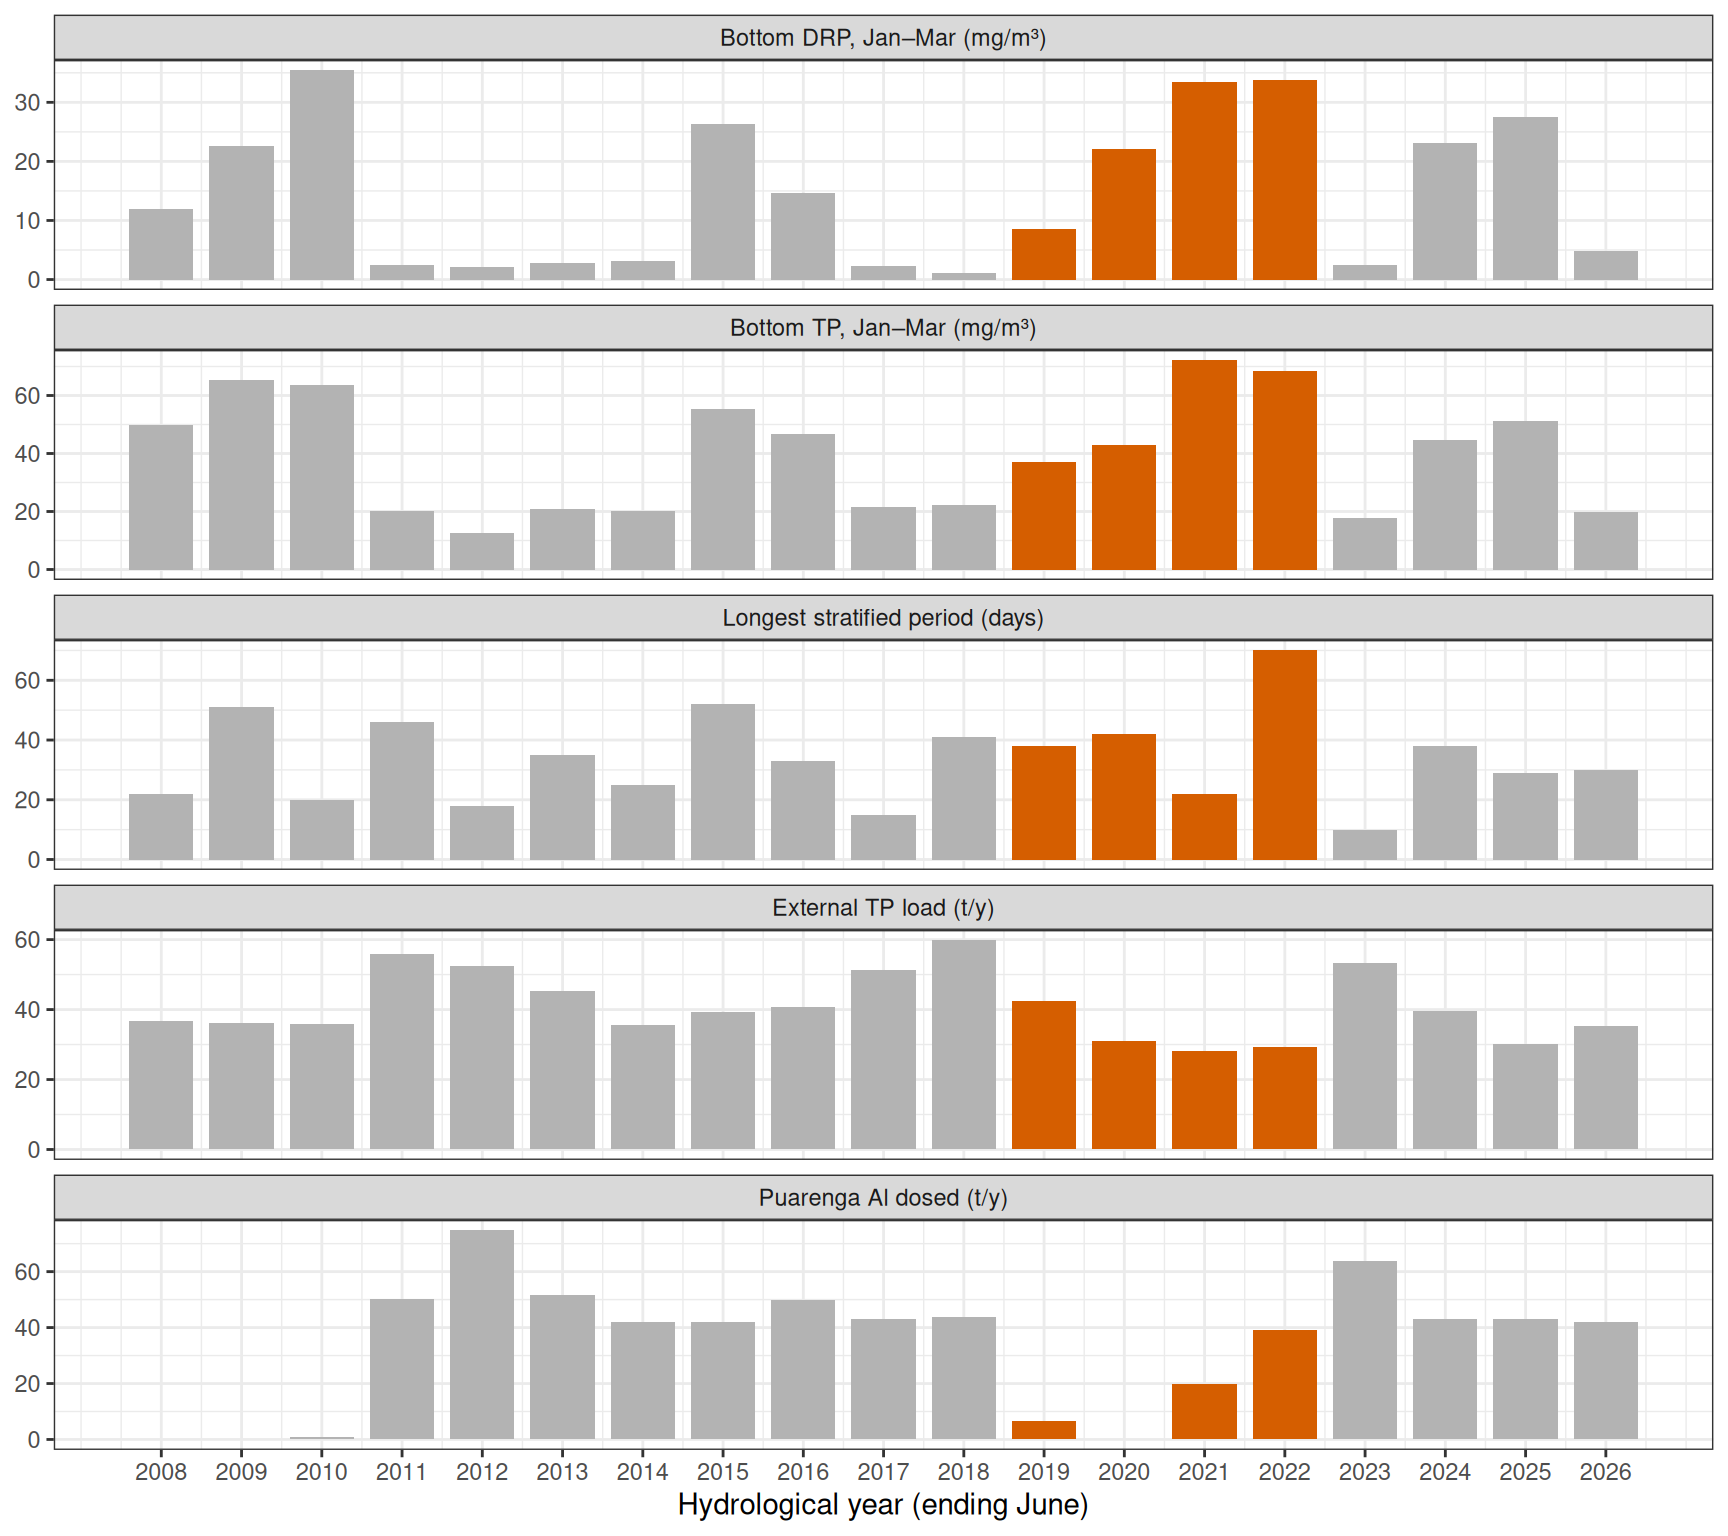 Bottom DRP, Jan–Mar (mg/m³)
30
20
10
0
Bottom TP, Jan–Mar (mg/m³)
60
40
20
0
Longest stratified period (days)
60
40
20
0
External TP load (t/y)
60
40
20
0
Puarenga Al dosed (t/y)
60
40
20
0
2008 2009 2010 2011 2012 2013 2014 2015 2016 2017 2018 2019 2020 2021 2022 2023 2024 2025 2026
Hydrological year (ending June)